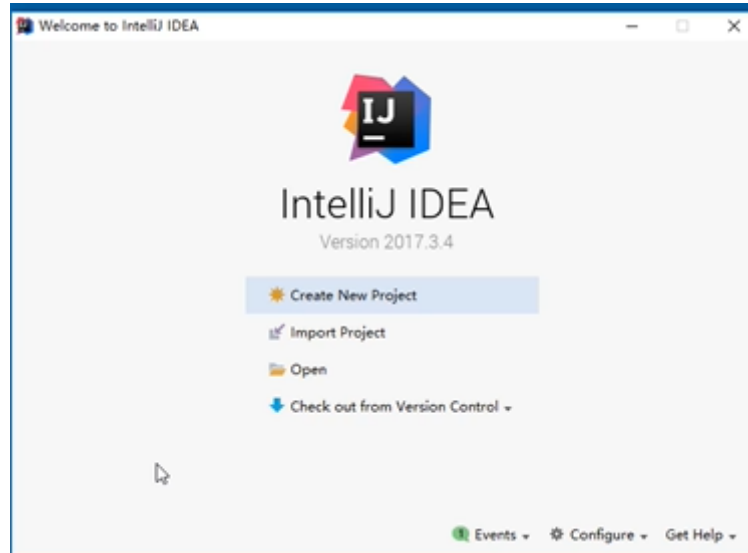 Welcome to IntelliJ IDEA
IJ
IntelliJ IDEA
Version 2017.3.4
Create New Project
Import Project
Open
Check out from Version Control
1 Events Configure Get Help